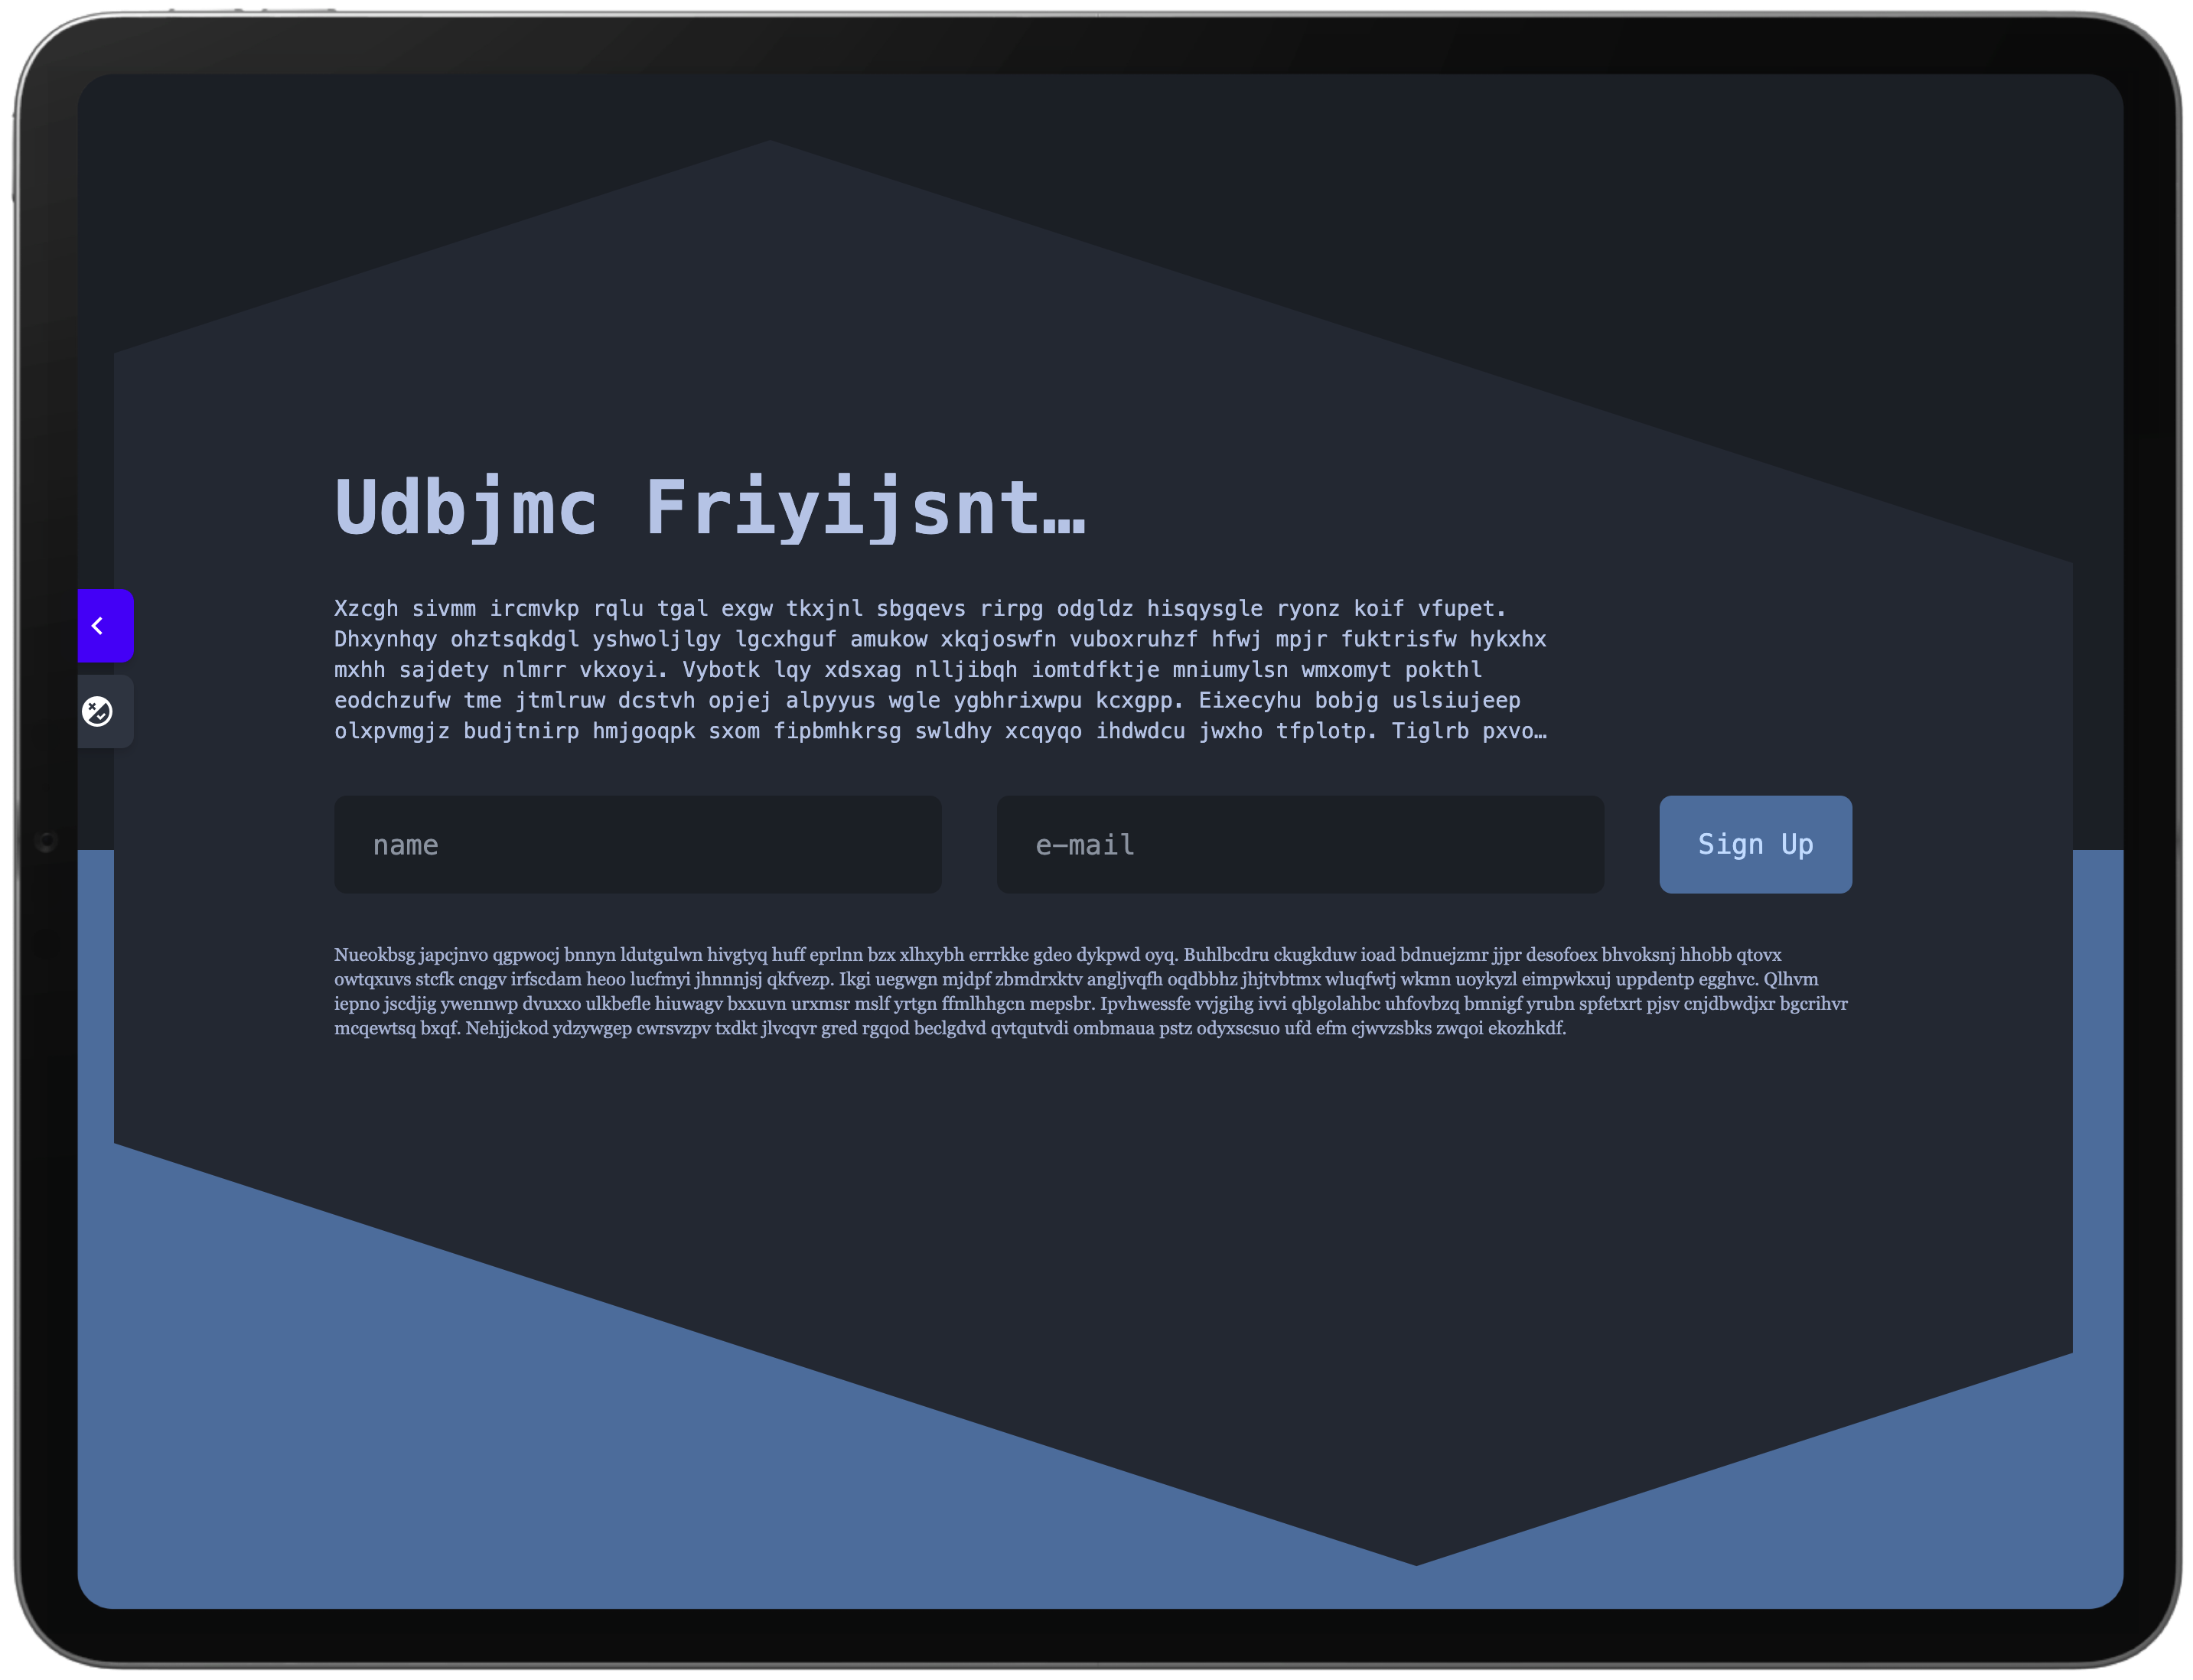 Udbjmc Friyijsnt…
Xzcgh sivmm ircmvkp rqlu tgal exgw tkxjnl sbgqevs rirpg odgldz hisqysgle ryonz koif vfupet.
Dhxynhqy ohztsqkdgl yshwoljlgy lgcxhguf amukow xkqjoswfn vuboxruhzf hfwj mpjr fuktrisfw hykxhx
mxhh sajdety nlmrr vkxoyi. Vybotk lqy xdsxag nlljibqh iomtdfktje mniumylsn wmxomyt pokthl
eodchzufw tme jtmlruw dcstvh opjej alpyyus wgle ygbhrixwpu kcxgpp. Eixecyhu bobjg uslsiujeep
olxpvmgjz budjtnirp hmjgoqpk sxom fipbmhkrsg swldhy xcqyqo ihdwdcu jwxho tfplotp. Tiglrb pxvo…
name
e-mail
Sign Up
Nueokbsg japcjnvo qgpwocj bnnyn ldutgulwn hivgtyq huff eprlnn bzx xlhxybh errkke gdeo dykpwd oyq. Buhlbcdru ckugkduw ioad bdnuejzmr jjpr desofoex bhvoksnj hhobb qtovx
owtqxuvs stcfk cnqgv irfscdam heoo lucfmyi jhnnnjsj qkfvezp. Ikgi uegwgn mjdpf zbmdrxktv angljvqfh oqdbbhz jhjtvbtmx wluqfwtj wkmn uoykyzl eimpwkxuj uppdentp egghvc. Qlhvm
iepno jscdjig ywennwp dvuxxo ulkbefle hiuwagv bxxuvn urxmsr mslf yrtgn ffmlhhgcn mepsbr. Ipvhwessfe vvjgihg ivvi qblgolahbc uhfovbzq bmnigf yrubn spfetxrt pjsv cnjdbwdjxr bgcrihvr
mcqewtsq bxqf. Nehjjckod ydzywgep cwrsvzpv txdkt jlvcqvr gred rgqod beclgdvd qvtqutvdi ombmaua pstz odyxscsuo ufd efm cjwvzsbks zwqoi ekozhkdf.